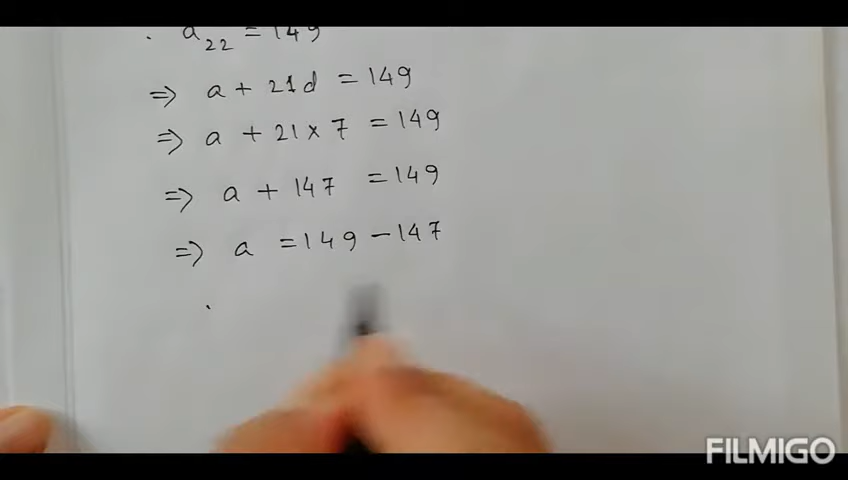 . a₂₂ = 149
⇒ a + 21d = 149
⇒ a + 21 × 7 = 149
⇒ a + 147 = 149
⇒ a = 149 − 147
FILMIGO